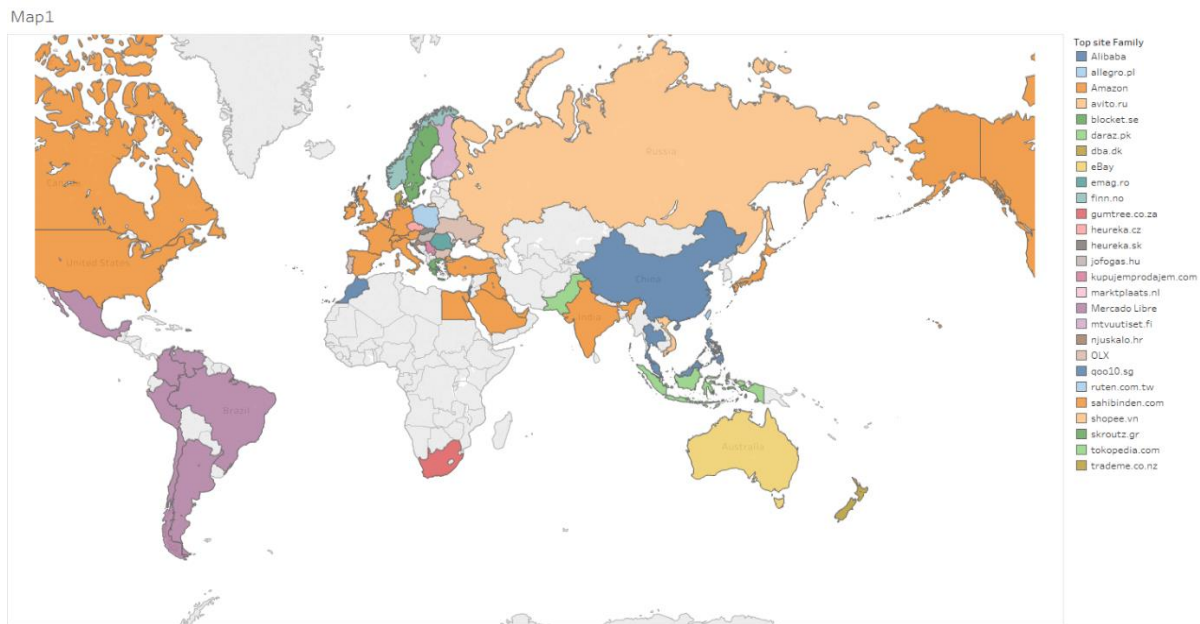 Map1
Canada
United States
Brazil
Russia
China
India
Australia
Top site Family
Alibaba
allegro.pl
Amazon
avito.ru
blocket.se
daraz.pk
dba.dk
eBay
emag.ro
finn.no
gumtree.co.za
heureka.cz
heureka.sk
jofogas.hu
kupujemprodajem.com
marktplaats.nl
Mercado Libre
mtvuutiset.fi
njuskalo.hr
OLX
qoo10.sg
ruten.com.tw
sahibinden.com
shopee.vn
skroutz.gr
tokopedia.com
trademe.co.nz